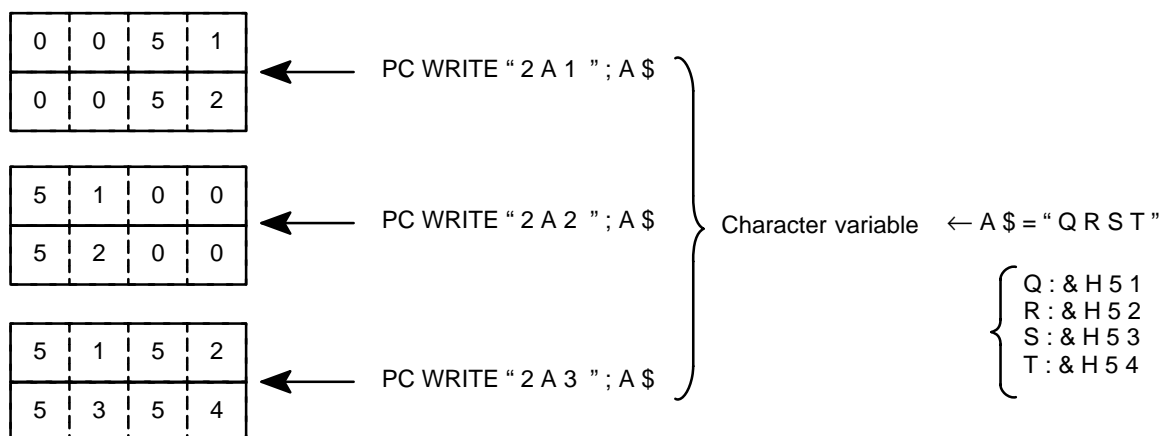 0 0 5 1
0 0 5 2
PC WRITE “ 2 A 1 ” ; A $
5 1 0 0
5 2 0 0
PC WRITE “ 2 A 2 ” ; A $
Character variable ← A $ = “ Q R S T ”
Q : & H 5 1
R : & H 5 2
S : & H 5 3
T : & H 5 4
5 1 5 2
5 3 5 4
PC WRITE “ 2 A 3 ” ; A $